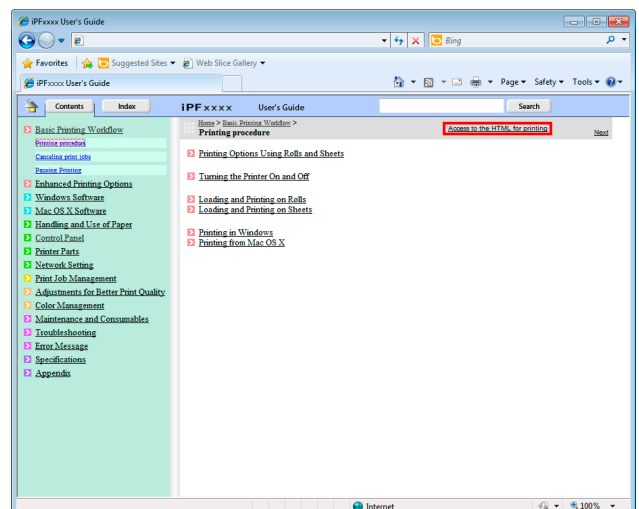 iPFxxxx User's Guide
Bing
Favorites Suggested Sites Web Slice Gallery
iPFxxxx User's Guide Page Safety Tools
Contents Index iPFxxxx User's Guide Search
Home > Basic Printing Workflow > Access to the HTML for printing
Printing procedure Next
Basic Printing Workflow
Printing procedure
Canceling print jobs
Pausing Printing
Enhanced Printing Options
Windows Software
Mac OS X Software
Handling and Use of Paper
Control Panel
Printer Parts
Network Setting
Print Job Management
Adjustments for Better Print Quality
Color Management
Maintenance and Consumables
Troubleshooting
Error Message
Specifications
Appendix
Printing Options Using Rolls and Sheets
Turning the Printer On and Off
Loading and Printing on Rolls
Loading and Printing on Sheets
Printing in Windows
Printing from Mac OS X
Internet 100%